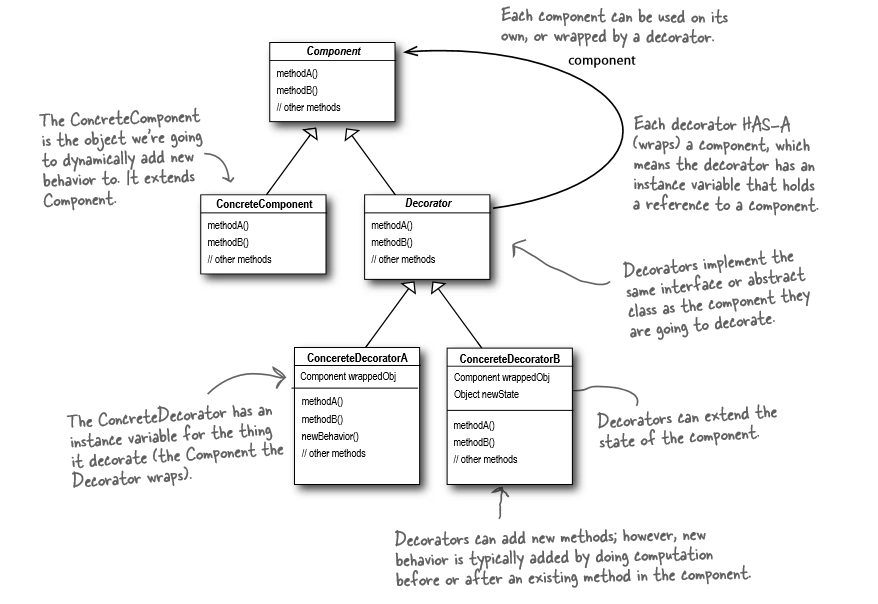 Each component can be used on its
own, or wrapped by a decorator.
component
Component
methodA()
methodB()
// other methods
The ConcreteComponent
is the object we're going
to dynamically add new
behavior to. It extends
Component.
Each decorator HAS-A
(wraps) a component, which
means the decorator has an
instance variable that holds
a reference to a component.
ConcreteComponent
methodA()
methodB()
// other methods
Decorator
methodA()
methodB()
// other methods
Decorators implement the
same interface or abstract
class as the component they
are going to decorate.
ConcereteDecoratorA
Component wrappedObj
methodA()
methodB()
newBehavior()
// other methods
ConcereteDecoratorB
Component wrappedObj
Object newState
methodA()
methodB()
// other methods
The ConcreteDecorator has an
instance variable for the thing
it decorate (the Component the
Decorator wraps).
Decorators can extend the
state of the component.
Decorators can add new methods; however, new
behavior is typically added by doing computation
before or after an existing method in the component.